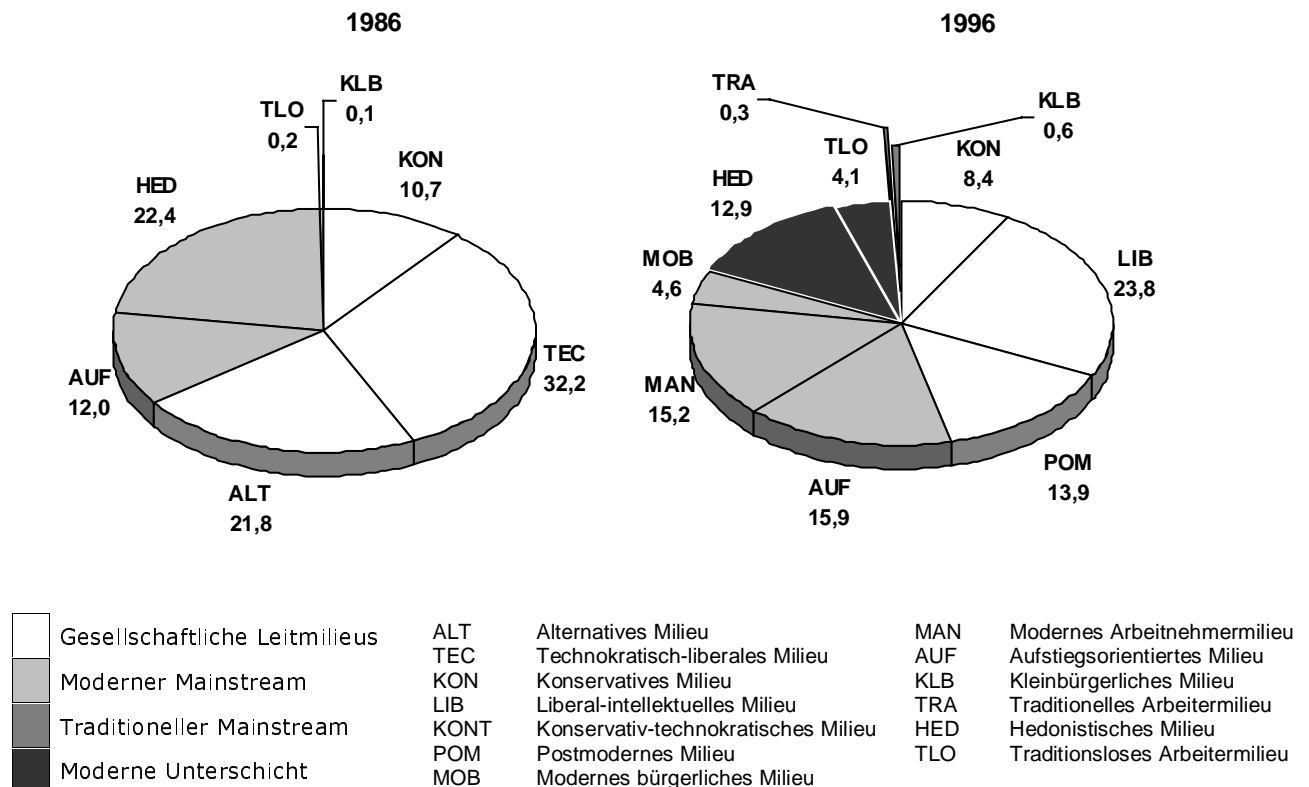 1986
KLB
0,1
TLO
0,2
KON
10,7
HED
22,4
TEC
32,2
AUF
12,0
ALT
21,8
1996
TRA
0,3
KLB
0,6
TLO
4,1
KON
8,4
HED
12,9
MOB
4,6
LIB
23,8
MAN
15,2
POM
13,9
AUF
15,9
Gesellschaftliche Leitmilieus
Moderner Mainstream
Traditioneller Mainstream
Moderne Unterschicht
ALT Alternatives Milieu
TEC Technokratisch-liberales Milieu
KON Konservatives Milieu
LIB Liberal-intellektuelles Milieu
KONT Konservativ-technokratisches Milieu
POM Postmodernes Milieu
MOB Modernes bürgerliches Milieu
MAN Modernes Arbeitnehmermilieu
AUF Aufstiegsorientiertes Milieu
KLB Kleinbürgerliches Milieu
TRA Traditionelles Arbeitermilieu
HED Hedonistisches Milieu
TLO Traditionsloses Arbeitermilieu